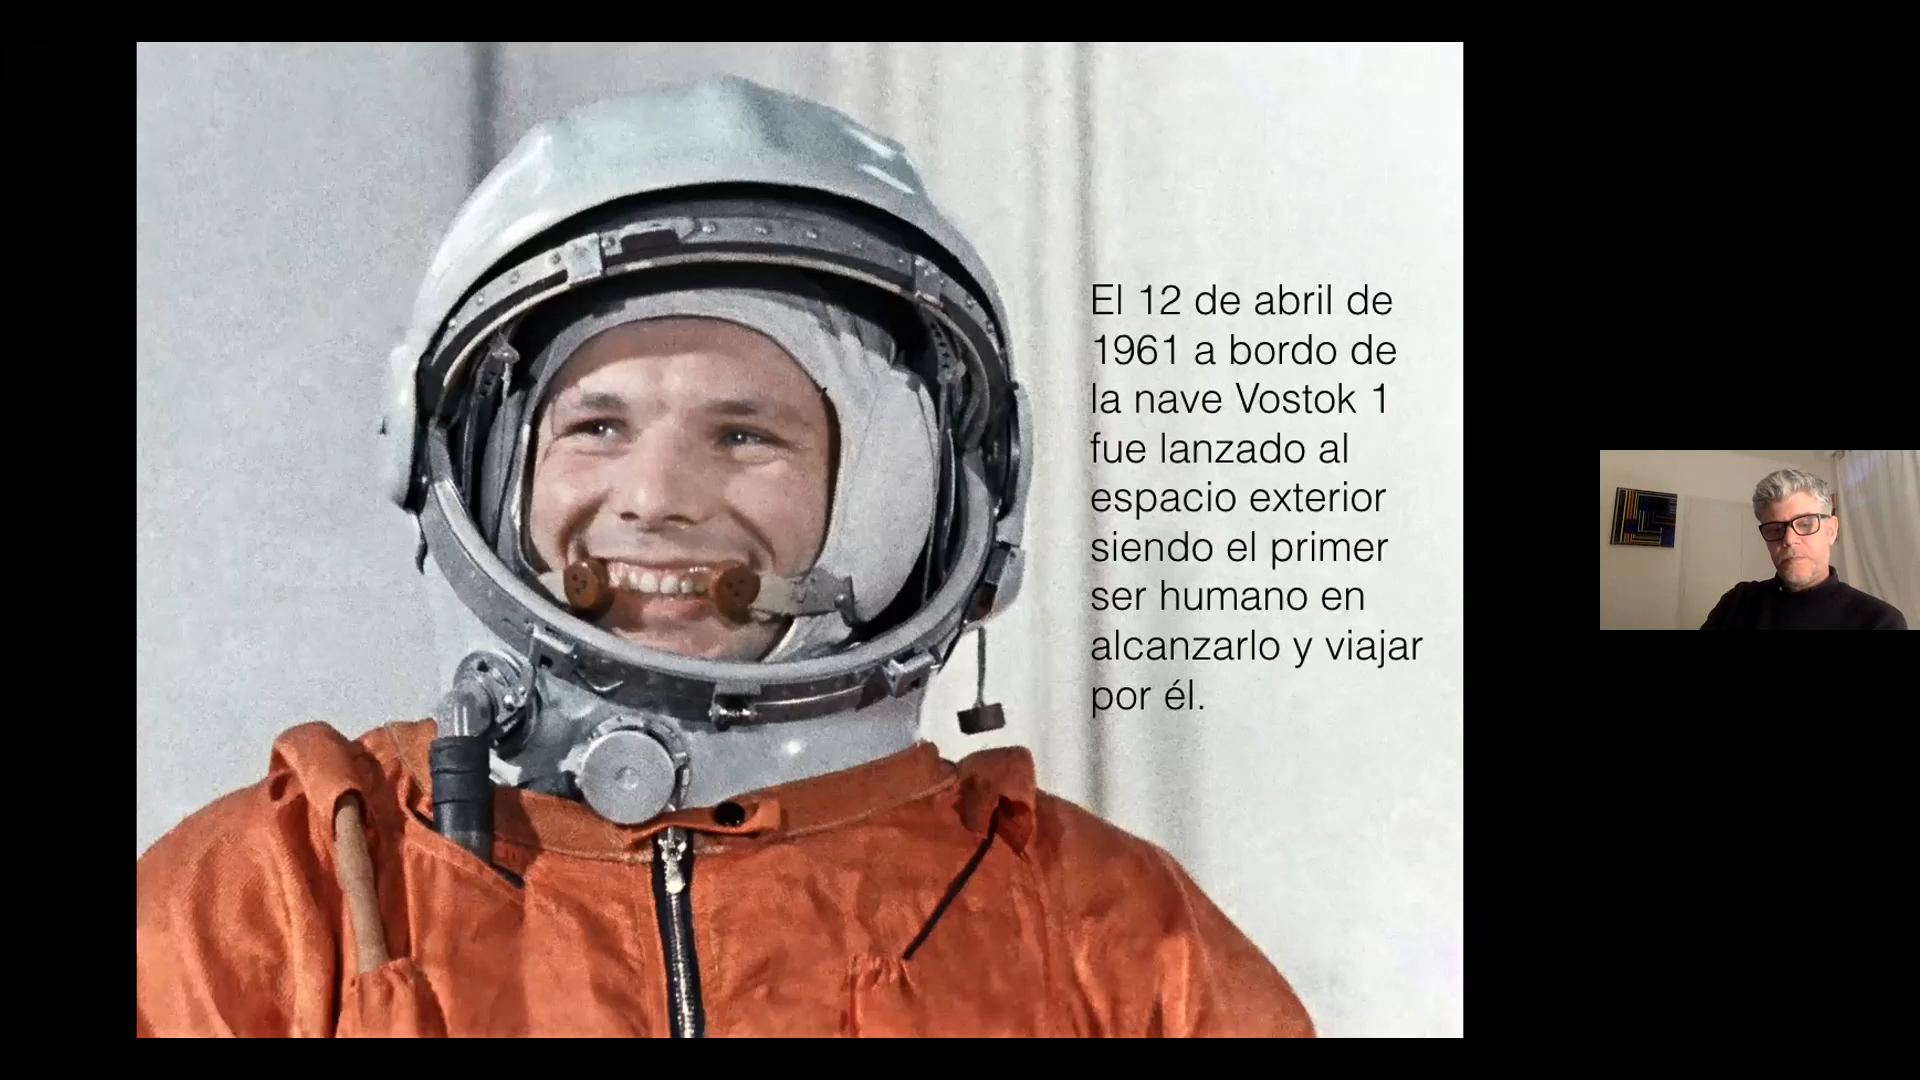 El 12 de abril de
1961 a bordo de
la nave Vostok 1
fue lanzado al
espacio exterior
siendo el primer
ser humano en
alcanzarlo y viajar
por él.